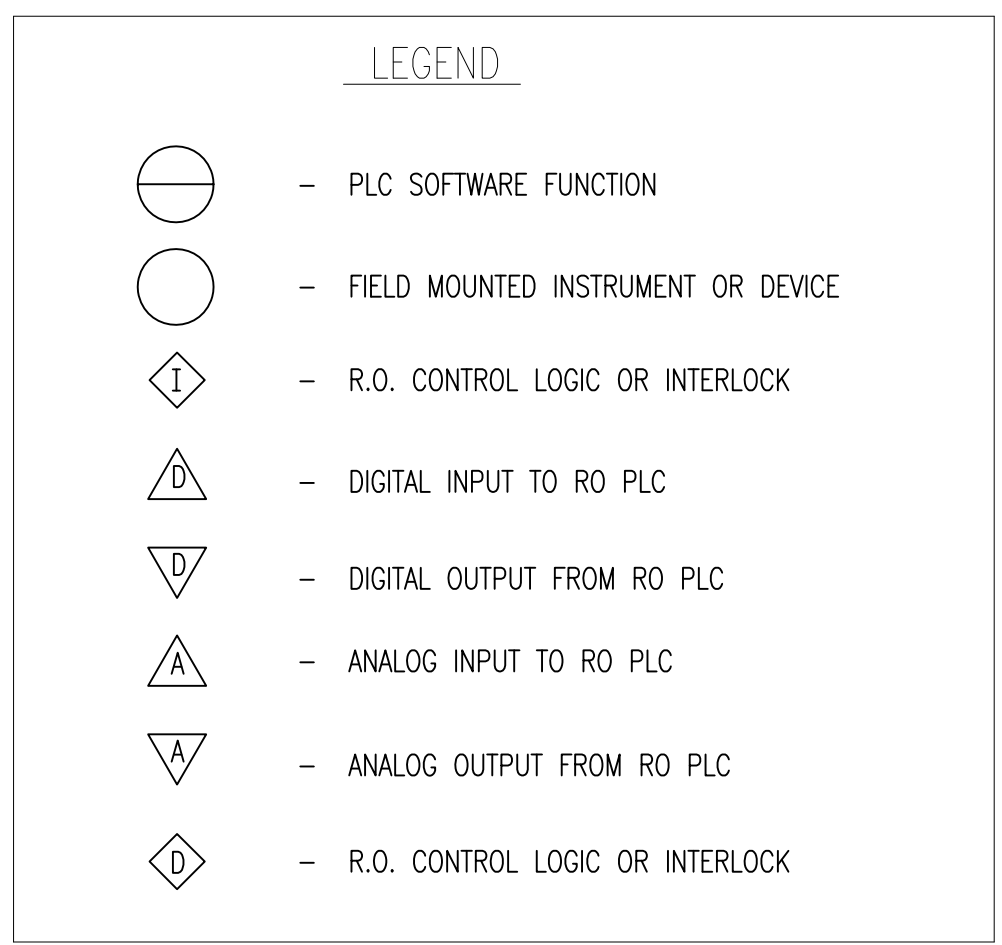 LEGEND
- PLC SOFTWARE FUNCTION
- FIELD MOUNTED INSTRUMENT OR DEVICE
I - R.O. CONTROL LOGIC OR INTERLOCK
D - DIGITAL INPUT TO RO PLC
D - DIGITAL OUTPUT FROM RO PLC
A - ANALOG INPUT TO RO PLC
A - ANALOG OUTPUT FROM RO PLC
D - R.O. CONTROL LOGIC OR INTERLOCK